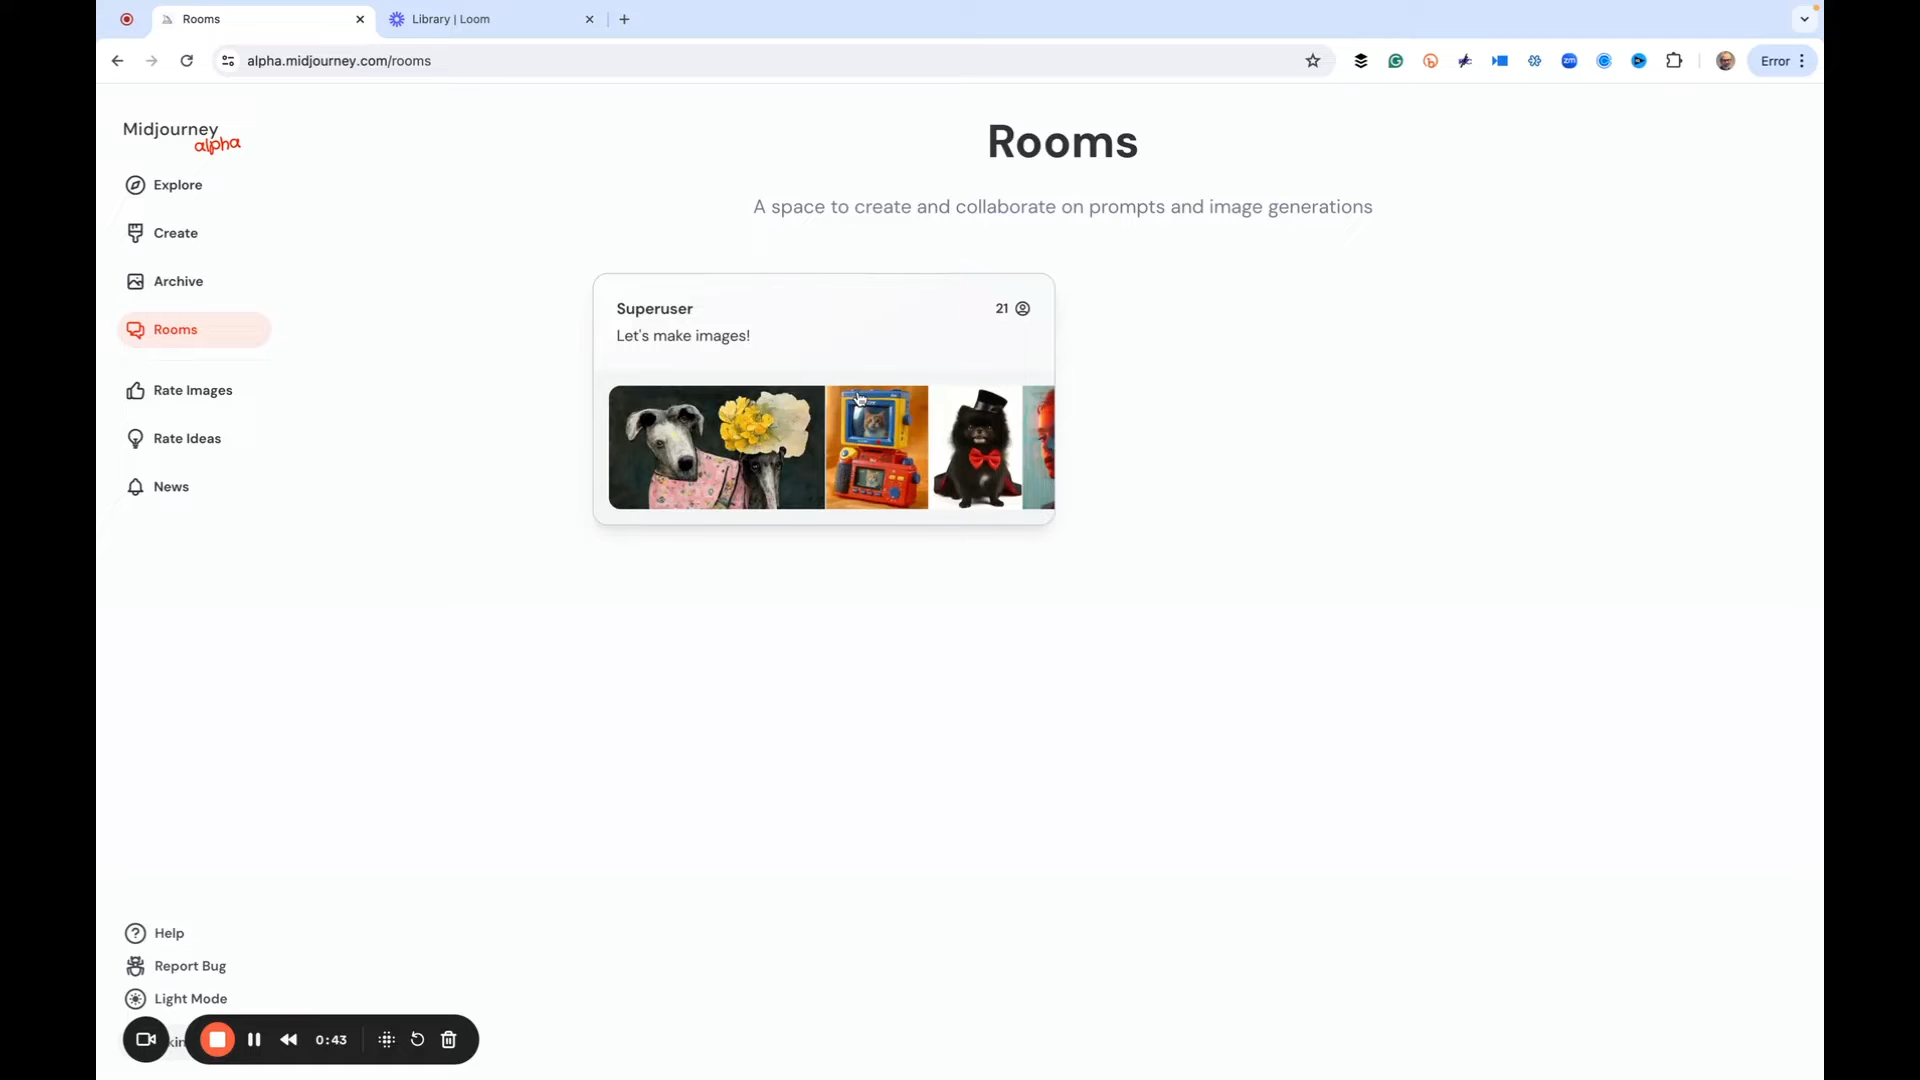 Rooms
Library | Loom
alpha.midjourney.com/rooms
zm
Error
Midjourney
alpha
Rooms
A space to create and collaborate on prompts and image generations
Explore
Create
Archive
Rooms
Rate Images
Rate Ideas
News
Superuser
21
Let's make images!
Help
Report Bug
Light Mode
0:43